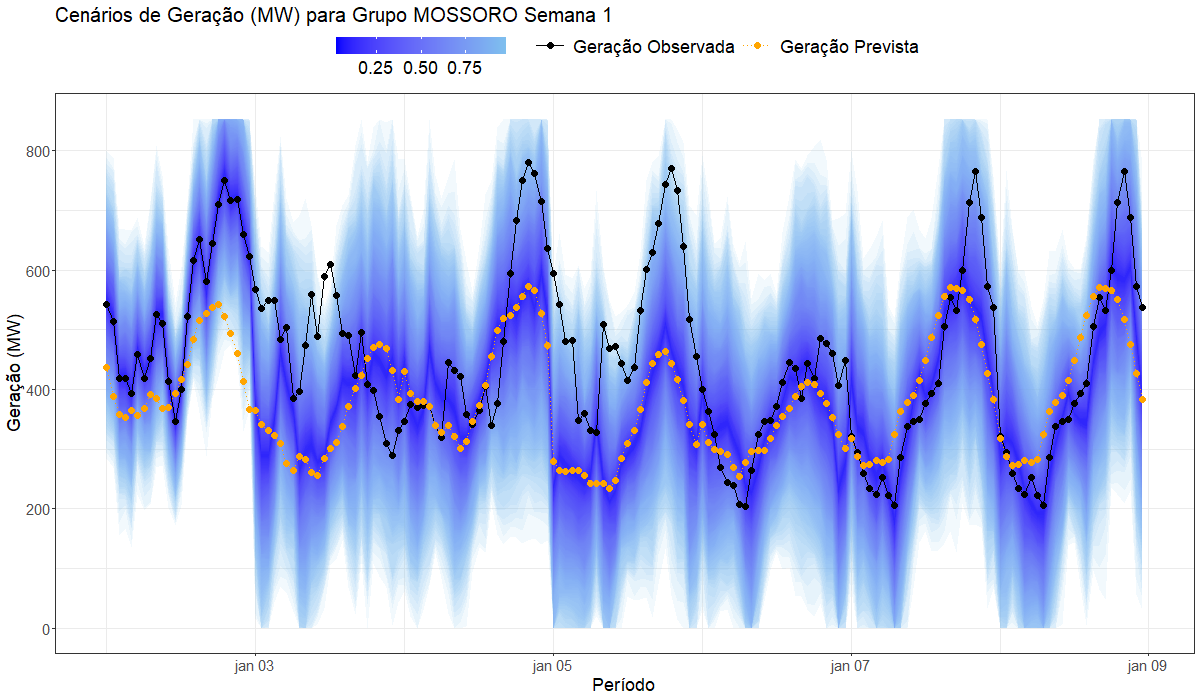 Cenários de Geração (MW) para Grupo MOSSORO Semana 1
0.25 0.50 0.75 Geração Observada Geração Prevista
Geração (MW)
800
600
400
200
0
jan 03 jan 05 jan 07 jan 09
Período